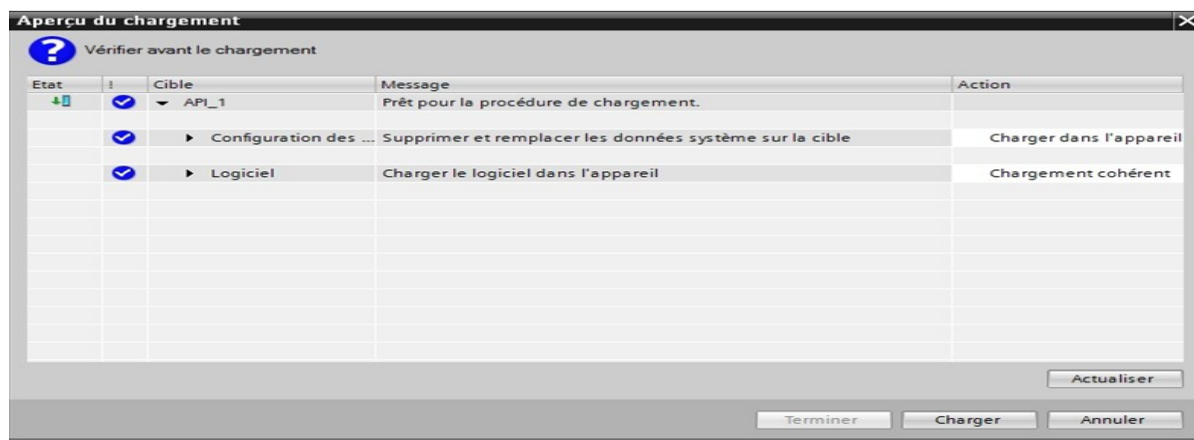 Aperçu du chargement
Vérifier avant le chargement
Etat ! Cible Message Action
API_1 Prêt pour la procédure de chargement.
Configuration des ... Supprimer et remplacer les données système sur la cible Charger dans l'appareil
Logiciel Charger le logiciel dans l'appareil Chargement cohérent
Actualiser
Terminer Charger Annuler